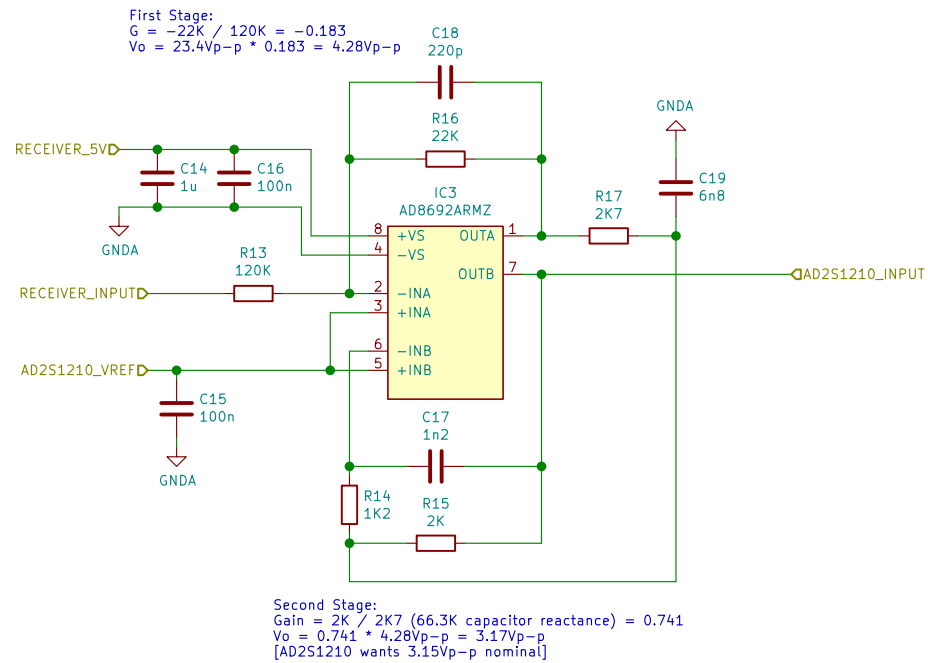 First Stage:
G = -22K / 120K = -0.183
Vo = 23.4Vp-p * 0.183 = 4.28Vp-p
C18
220p
R16
22K
GNDA
RECEIVER_5V
C14
1u
C16
100n
GNDA
IC3
AD8692ARMZ
R17
2K7
C19
6n8
8
+VS
OUTA
1
4
-VS
R13
120K
OUTB
7
AD2S1210_INPUT
RECEIVER_INPUT
2
-INA
3
+INA
6
-INB
AD2S1210_VREF
5
+INB
C15
100n
GNDA
C17
1n2
R14
1K2
R15
2K
Second Stage:
Gain = 2K / 2K7 (66.3K capacitor reactance) = 0.741
Vo = 0.741 * 4.28Vp-p = 3.17Vp-p
[AD2S1210 wants 3.15Vp-p nominal]